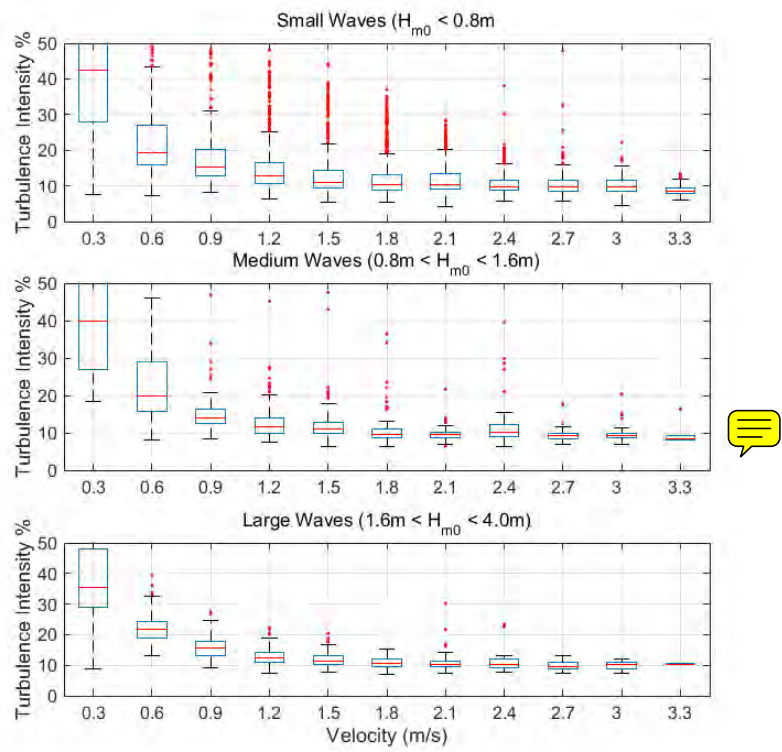 Small Waves (Hm0 < 0.8m
Turbulence Intensity %
50
40
30
20
10
0
0.3 0.6 0.9 1.2 1.5 1.8 2.1 2.4 2.7 3 3.3
Medium Waves (0.8m < Hm0 < 1.6m)
Turbulence Intensity %
50
40
30
20
10
0
0.3 0.6 0.9 1.2 1.5 1.8 2.1 2.4 2.7 3 3.3
Large Waves (1.6m < Hm0 < 4.0m)
Turbulence Intensity %
50
40
30
20
10
0
0.3 0.6 0.9 1.2 1.5 1.8 2.1 2.4 2.7 3 3.3
Velocity (m/s)